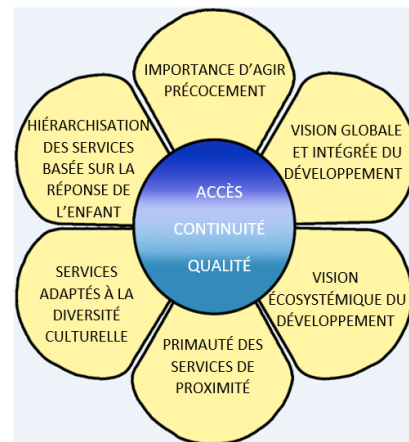 IMPORTANCE D'AGIR
PRÉCOCEMENT
VISION GLOBALE
ET INTÉGRÉE DU
DÉVELOPPEMENT
VISION
ÉCOSYSTÉMIQUE DU
DÉVELOPPEMENT
PRIMAUTÉ DES
SERVICES DE
PROXIMITÉ
SERVICES
ADAPTÉS À LA
DIVERSITÉ
CULTURELLE
HIÉRARCHISATION
DES SERVICES
BASÉE SUR LA
RÉPONSE DE
L'ENFANT
ACCÈS
CONTINUITÉ
QUALITÉ